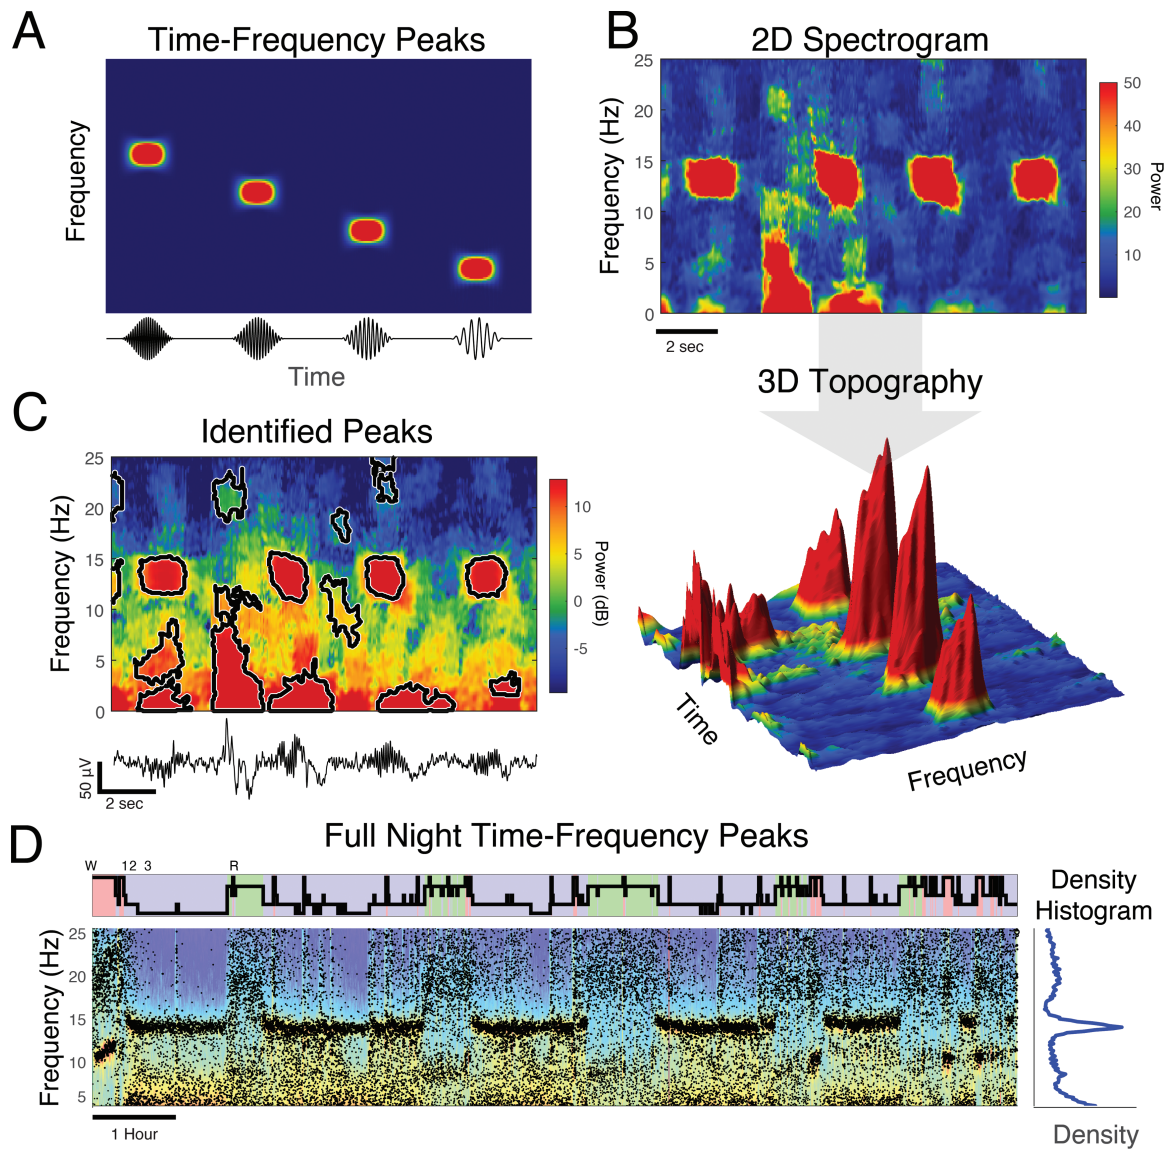 A
Time-Frequency Peaks
Frequency
Time
B
2D Spectrogram
Frequency (Hz)
25
20
15
10
5
0
50
40
30
20
10
Power
2 sec
3D Topography
Time
Frequency
C
Identified Peaks
Frequency (Hz)
25
20
15
10
5
0
10
5
0
-5
Power (dB)
50 µV
2 sec
D
Full Night Time-Frequency Peaks
W 12 3 R
Frequency (Hz)
25
20
15
10
5
1 Hour
Density
Histogram
Density